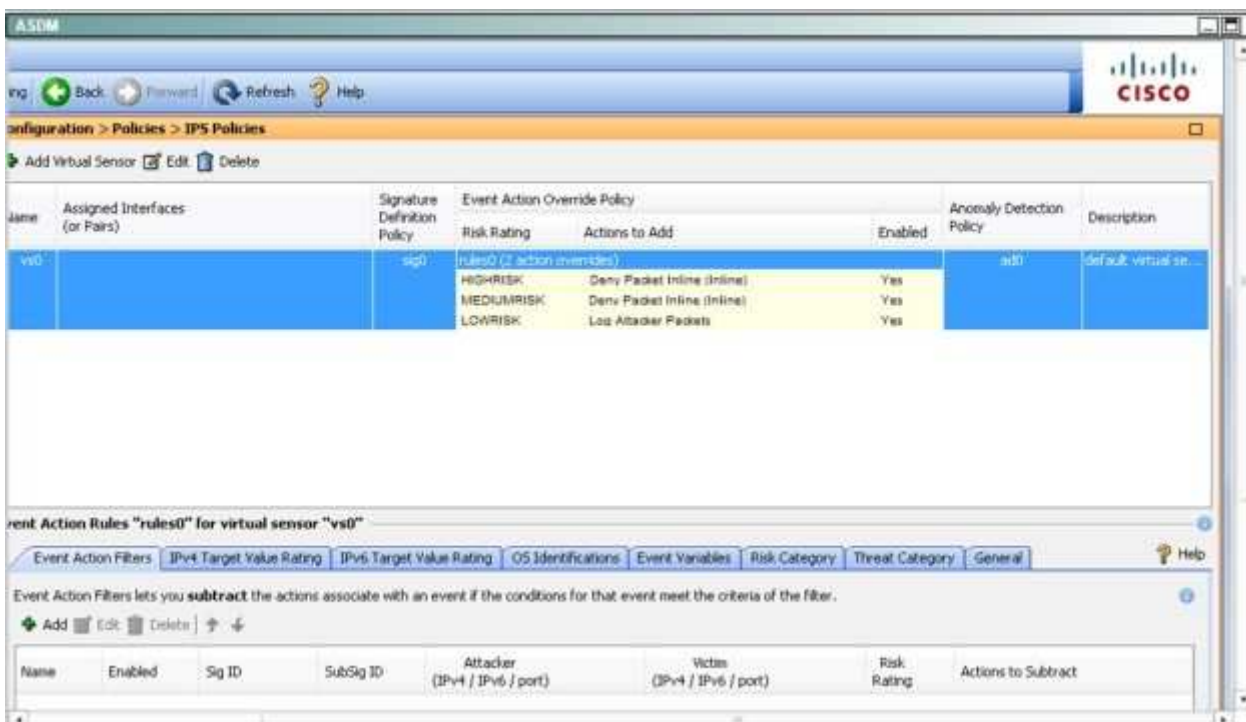 ASDM
CISCO
ng Back Forward Refresh Help
onfiguration > Policies > IPS Policies
Add Virtual Sensor Edit Delete
Name
Assigned Interfaces
(or Pairs)
Signature
Definition
Policy
Event Action Override Policy
Risk Rating Actions to Add Enabled
Anomaly Detection
Policy
Description
vs0 sig0 rules0 (2 action overrides) ad0 default virtual se...
HIGHRISK Deny Packet Inline (Inline) Yes
MEDIUMRISK Deny Packet Inline (Inline) Yes
LOWRISK Log Attacker Packets Yes
vent Action Rules "rules0" for virtual sensor "vs0"
Event Action Filters IPv4 Target Value Rating IPv6 Target Value Rating OS Identifications Event Variables Risk Category Threat Category General Help
Event Action Filters lets you subtract the actions associate with an event if the conditions for that event meet the criteria of the filter.
Add Edit Delete
Name Enabled Sig ID SubSig ID
Attacker
(IPv4 / IPv6 / port)
Victim
(IPv4 / IPv6 / port)
Risk
Rating
Actions to Subtract